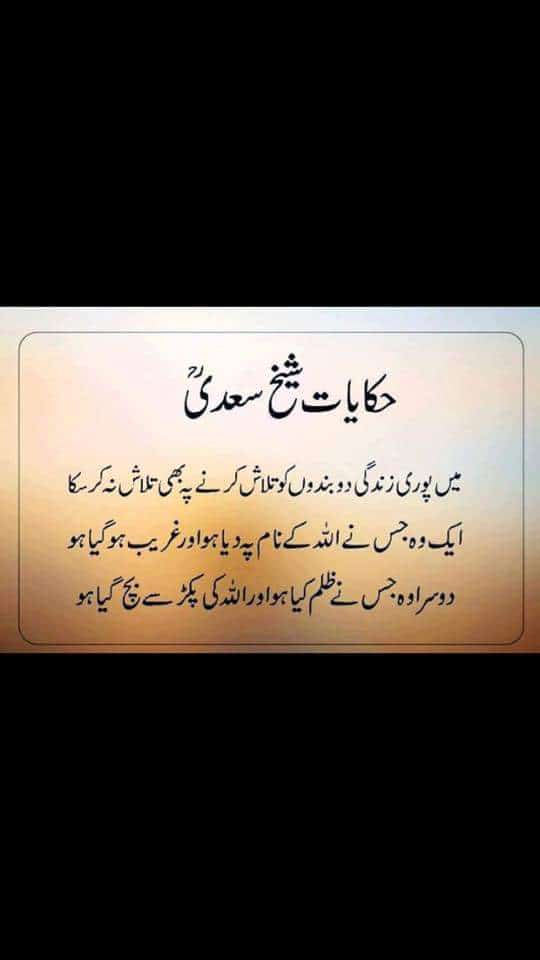 حکایات شیخ سعدیؒ
میں پوری زندگی دو بندوں کو تلاش کرنے پہ بھی تلاش نہ کر سکا
ایک وہ جس نے اللہ کے نام پہ دیا ہو اور غریب ہو گیا ہو
دوسرا وہ جس نے ظلم کیا ہو اور اللہ کی پکڑ سے بچ گیا ہو